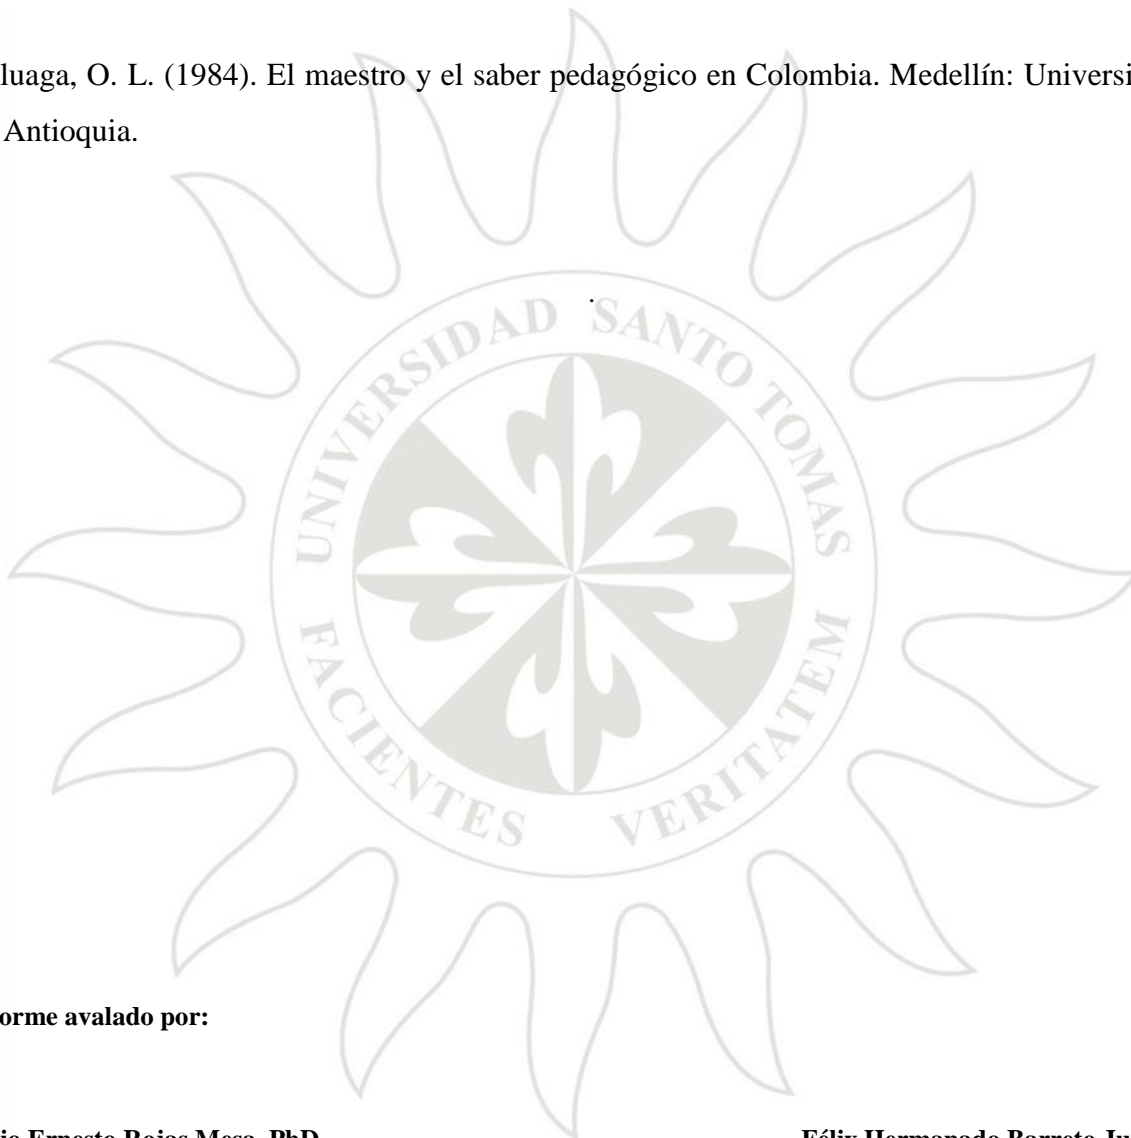 luaga, O. L. (1984). El maestro y el saber pedagógico en Colombia. Medellín: Universi
Antioquia.
.
UNIVERSIDAD SANTO TOMAS
FACIENTES VERITATEM
orme avalado por:
io Ernesto Rojas Mesa, PhD
Félix Hermanado Barreto Ju